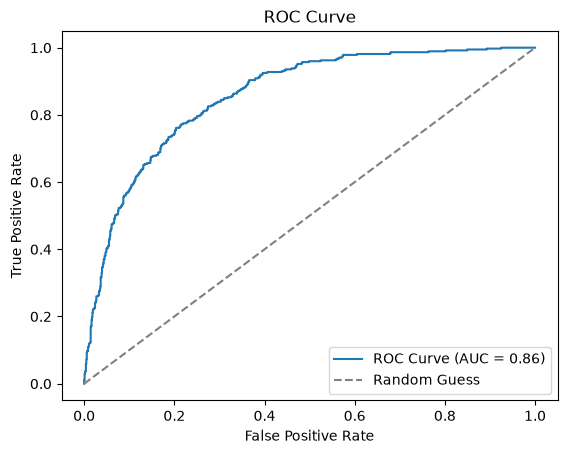 ROC Curve
1.0
0.8
0.6
0.4
0.2
0.0
True Positive Rate
ROC Curve (AUC = 0.86)
Random Guess
0.0 0.2 0.4 0.6 0.8 1.0
False Positive Rate